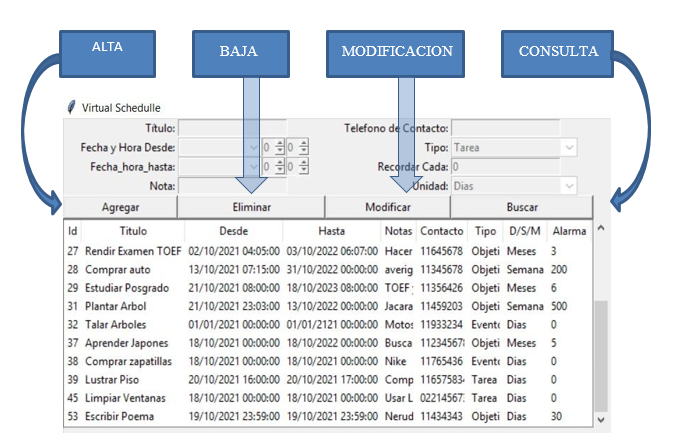 ALTA BAJA MODIFICACION CONSULTA
Virtual Schedulle
Título: Telefono de Contacto:
Fecha y Hora Desde: 0 0 Tipo: Tarea
Fecha_hora_hasta: 0 0 Recordar Cada: 0
Nota: Unidad: Dias
Agregar Eliminar Modificar Buscar
Id Titulo Desde Hasta Notas Contacto Tipo D/S/M Alarma
27 Rendir Examen TOEF 02/10/2021 04:05:00 03/10/2022 06:07:00 Hacer 11645678 Objeti Meses 3
28 Comprar auto 13/10/2021 07:15:00 31/10/2022 00:00:00 averig 11345678 Objeti Semana 200
29 Estudiar Posgrado 21/10/2021 08:00:00 18/10/2023 08:00:00 TOEF 11356426 Objeti Meses 6
31 Plantar Arbol 21/10/2021 23:03:00 13/10/2022 00:00:00 Jacara 11459203 Objeti Semana 500
32 Talar Arboles 01/01/2021 00:00:00 01/01/2121 00:00:00 Motos 11933234 Evento Dias 0
37 Aprender Japones 18/10/2021 00:00:00 18/10/2022 00:00:00 Busca 11234567 Objeti Meses 5
38 Comprar zapatillas 18/10/2021 00:00:00 18/10/2021 00:00:00 Nike 11765436 Evento Dias 0
39 Lustrar Piso 20/10/2021 16:00:00 20/10/2021 17:00:00 Comp 11657583 Tarea Dias 0
45 Limpiar Ventanas 18/10/2021 00:00:00 18/10/2021 00:00:00 Usar L 02214567 Tarea Dias 0
53 Escribir Poema 19/10/2021 23:59:00 19/10/2021 23:59:00 Nerud 11434343 Objeti Dias 30